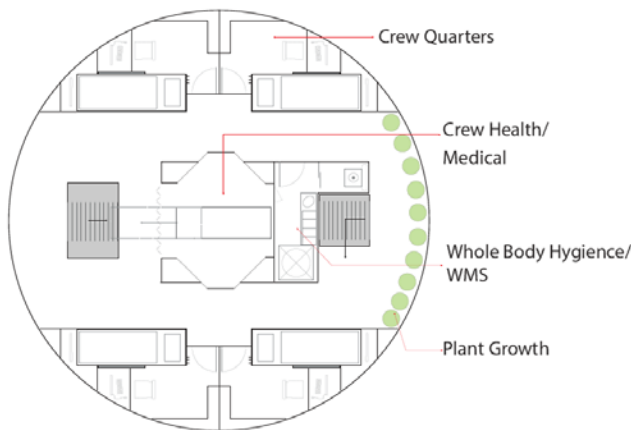 Crew Quarters
Crew Health/
Medical
Whole Body Hygience/
WMS
Plant Growth